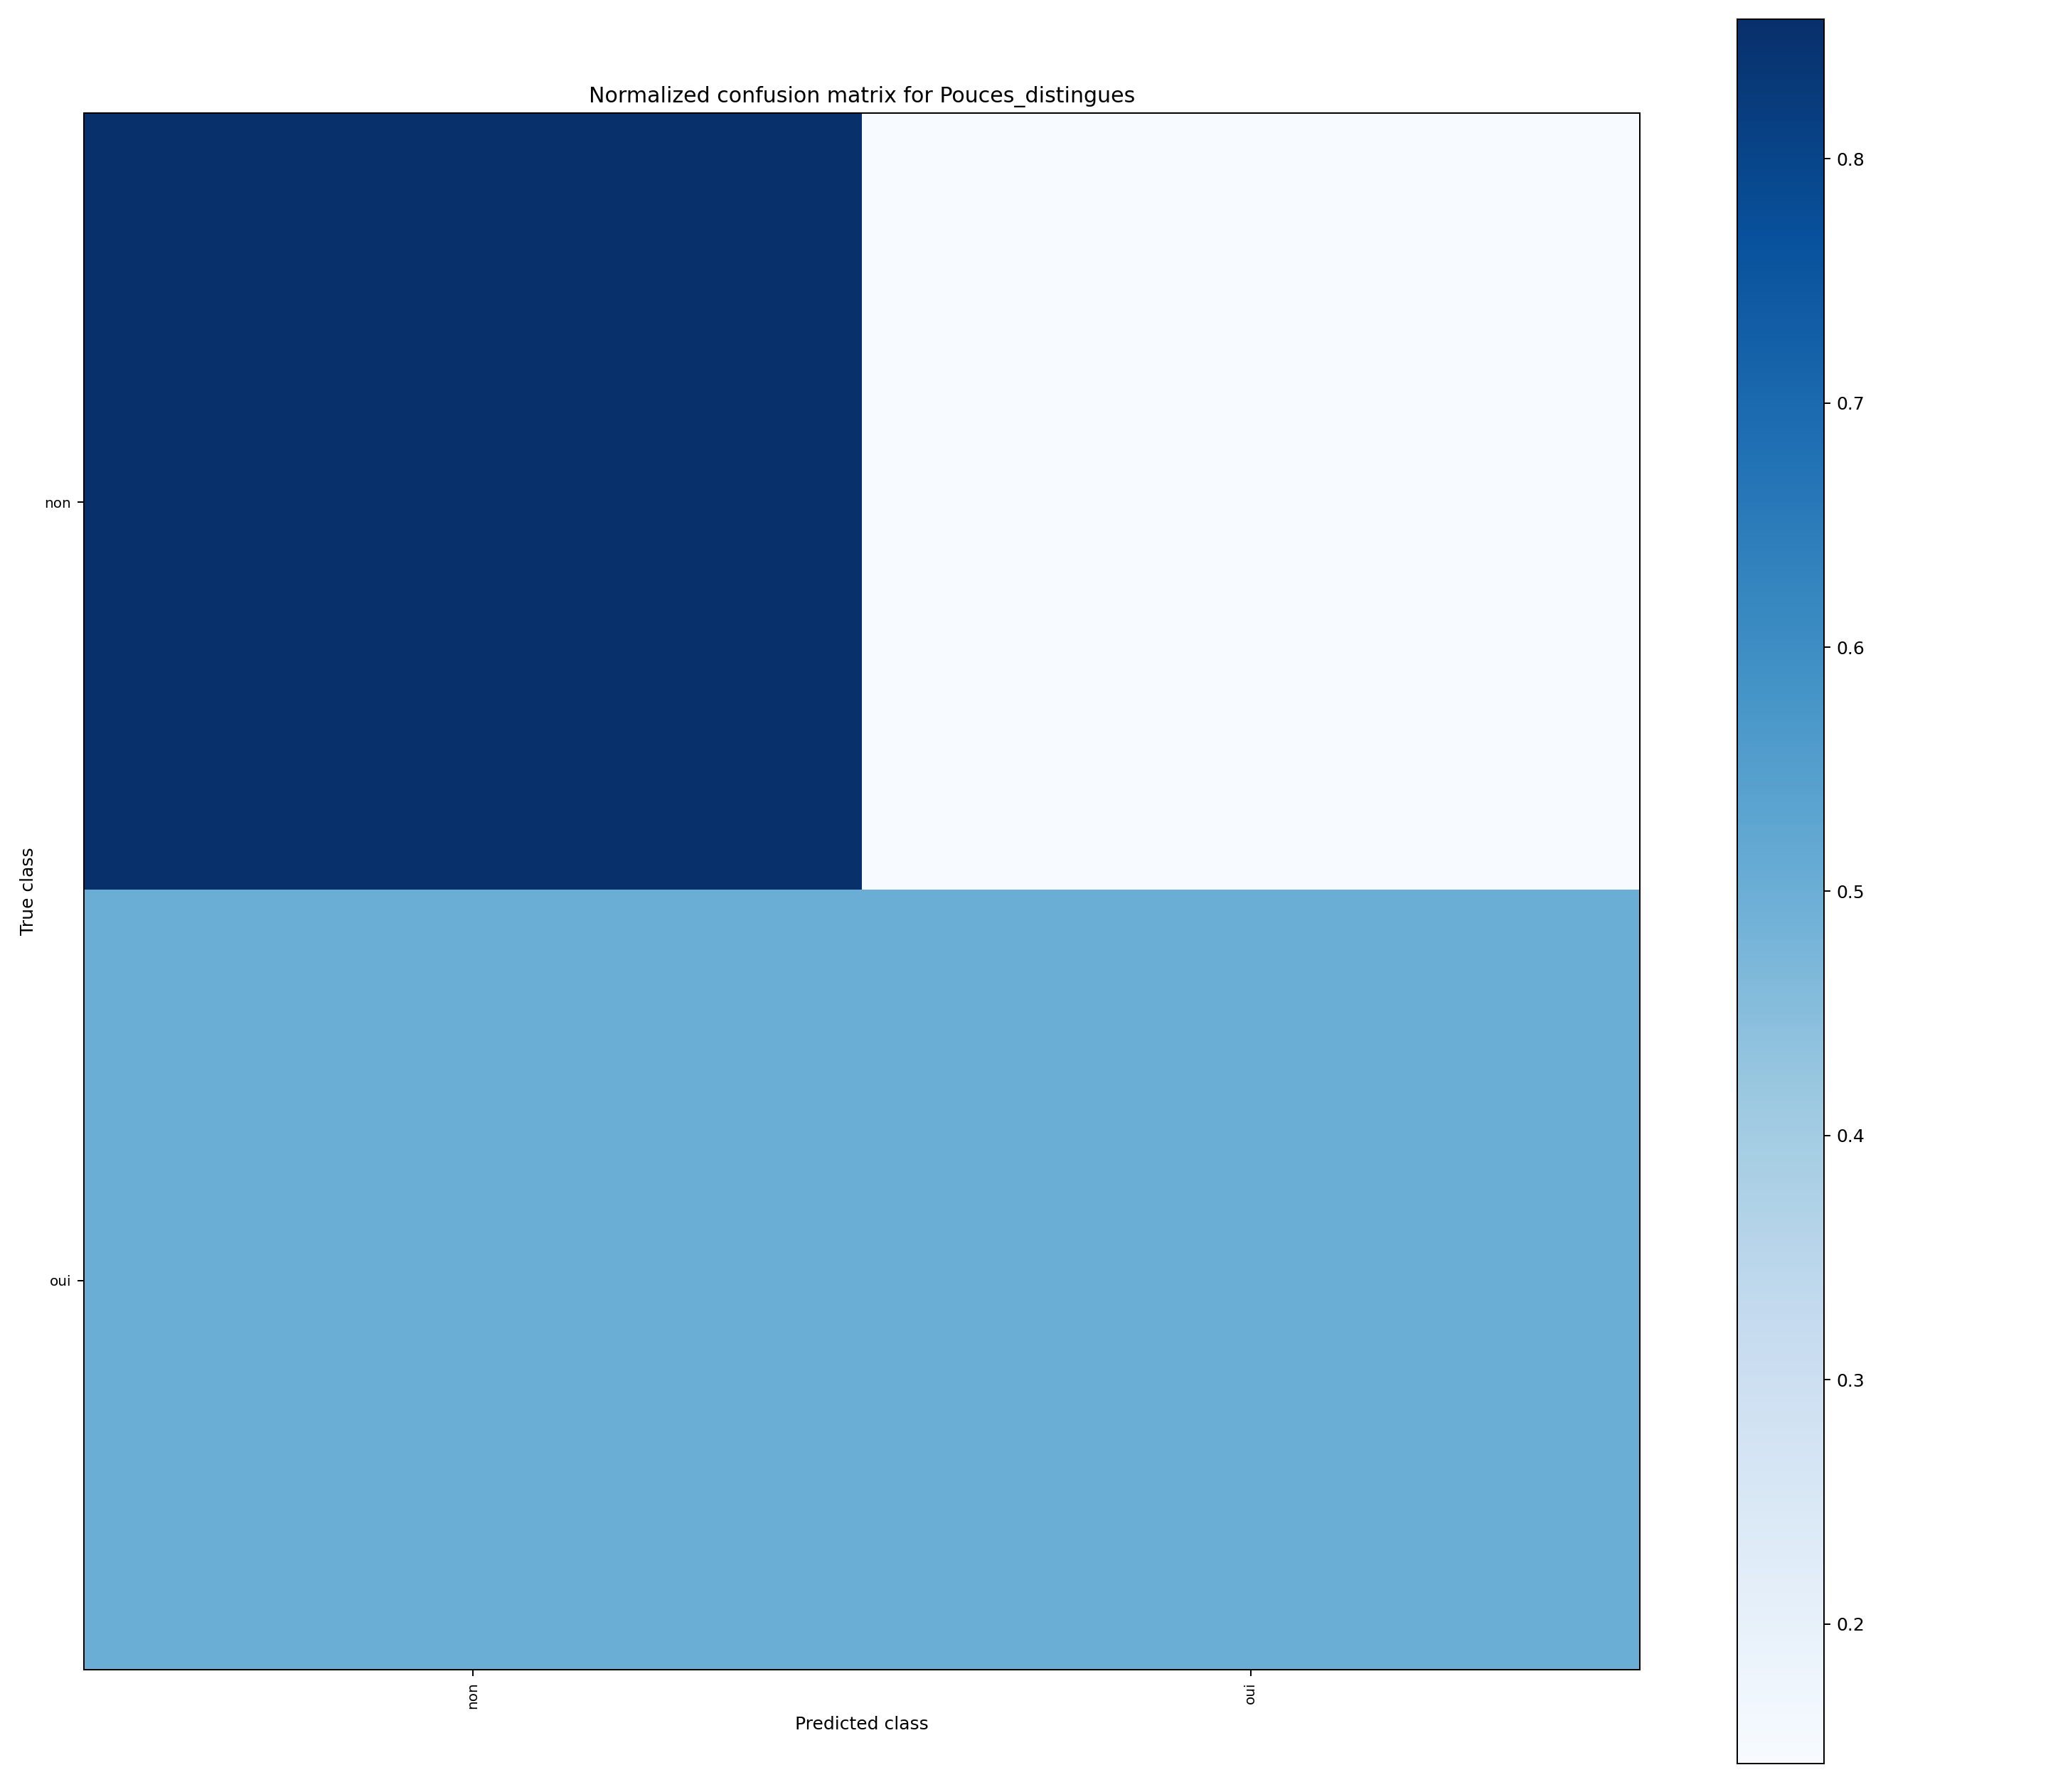 Normalized confusion matrix for Pouces_distingues
True class
non
oui
non
oui
Predicted class
0.8
0.7
0.6
0.5
0.4
0.3
0.2